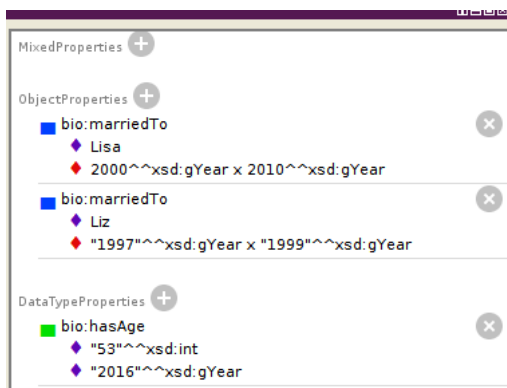 MixedProperties
ObjectProperties
bio:marriedTo
Lisa
2000^^xsd:gYear x 2010^^xsd:gYear
bio:marriedTo
Liz
"1997"^^xsd:gYear x "1999"^^xsd:gYear
DataTypeProperties
bio:hasAge
"53"^^xsd:int
"2016"^^xsd:gYear